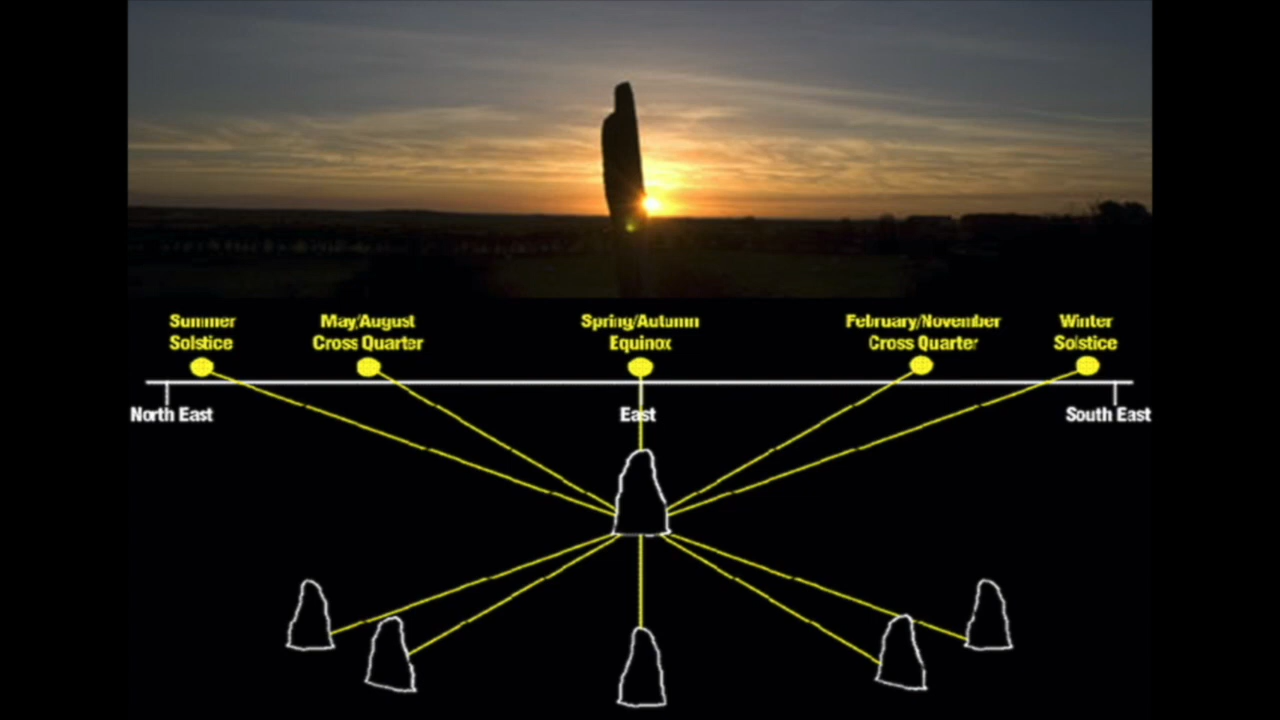 Summer
Solstice
May/August
Cross Quarter
Spring/Autumn
Equinox
February/November
Cross Quarter
Winter
Solstice
North East
East
South East